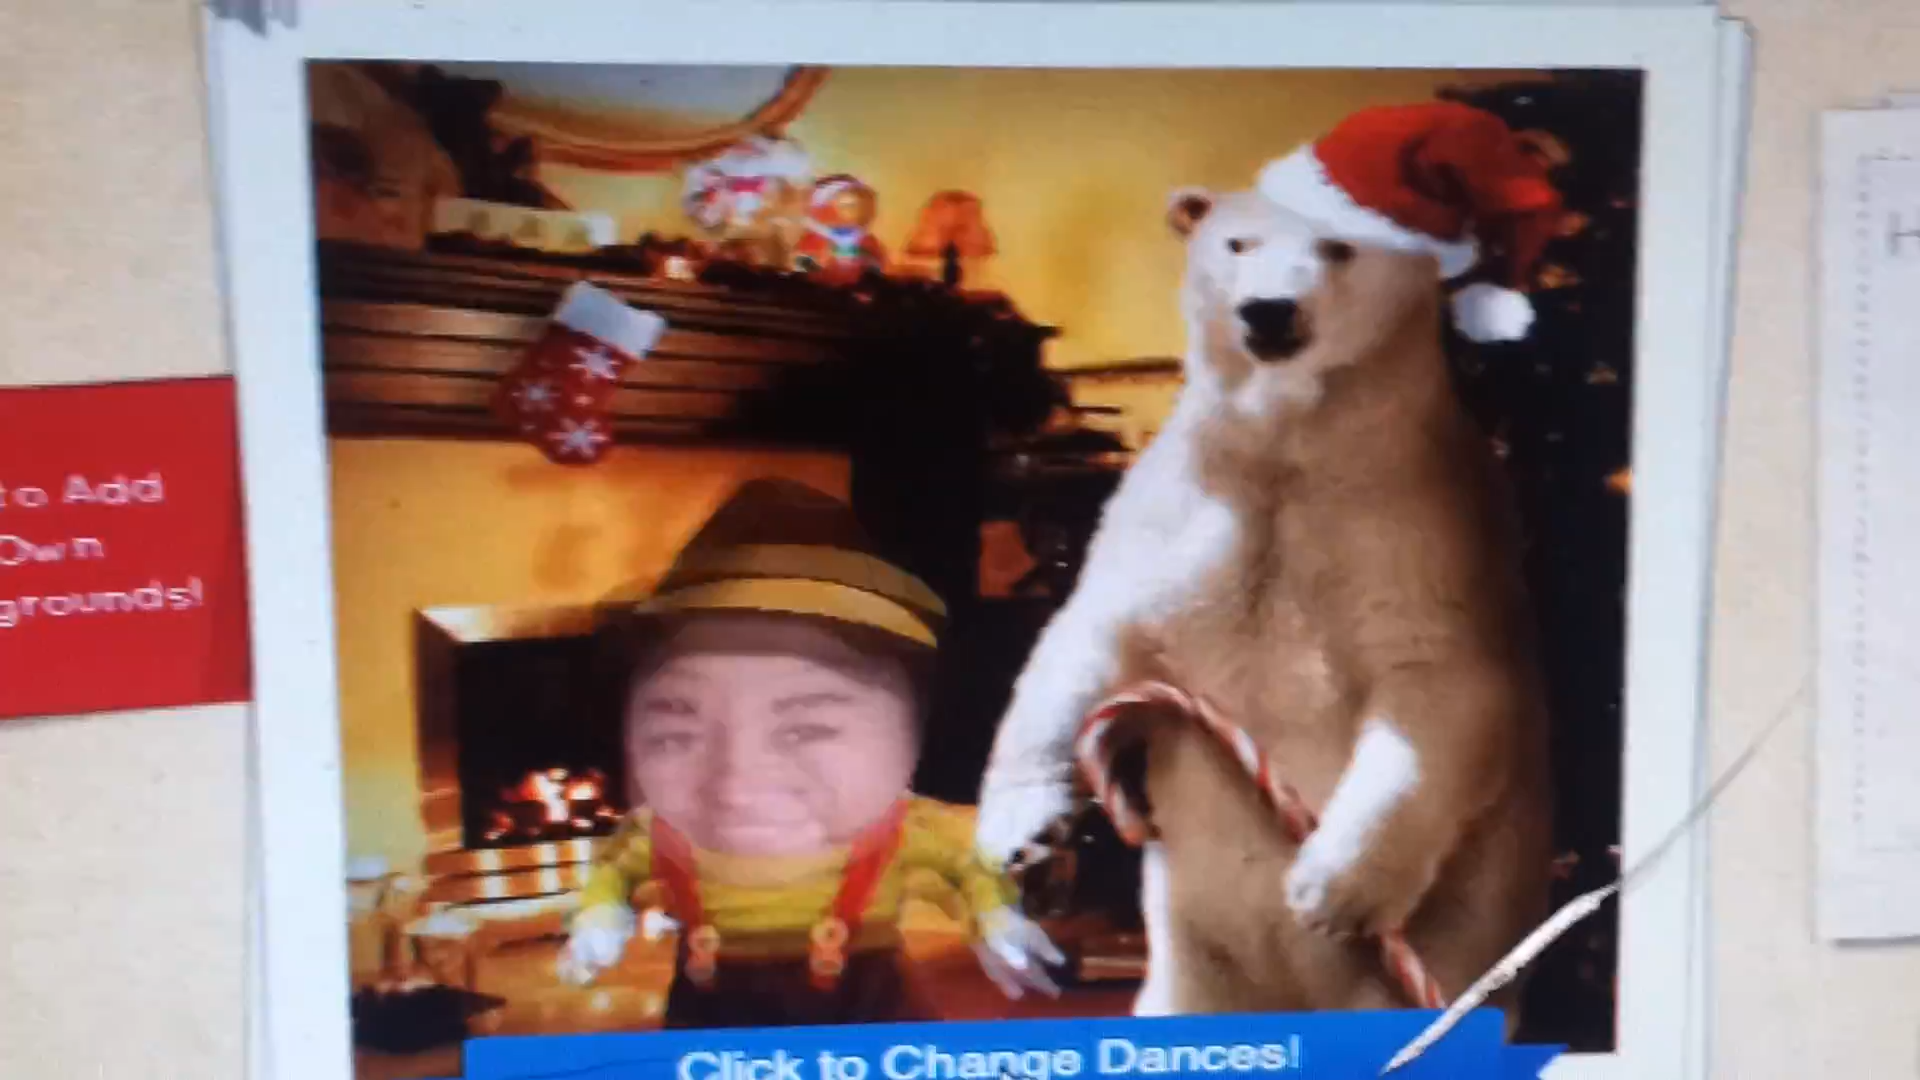 to Add
Own
grounds!
H
Click to Change Dances!